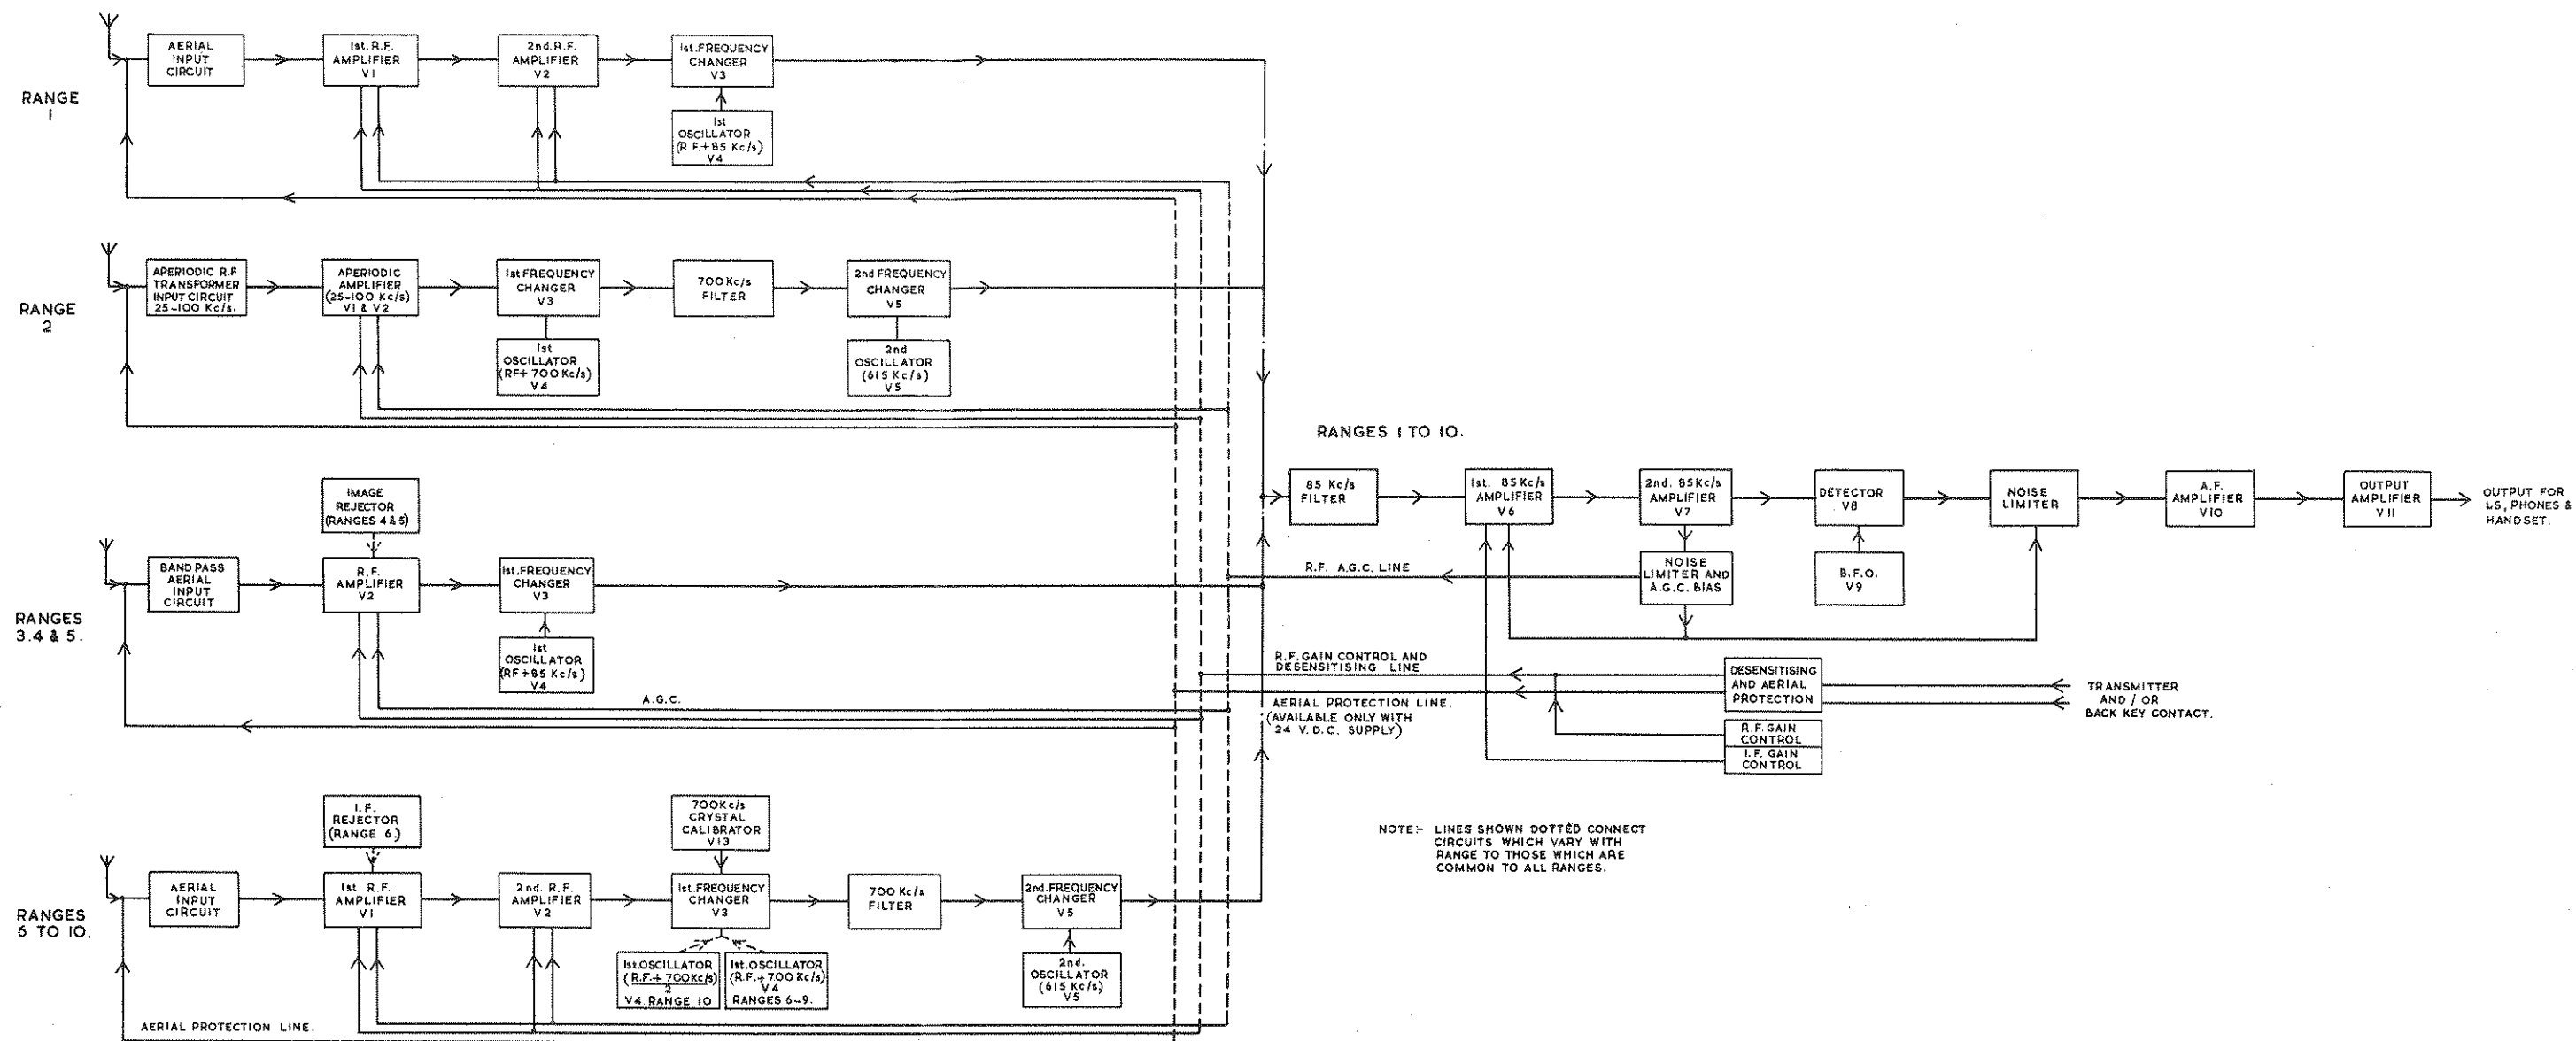 RANGE
1
AERIAL
INPUT
CIRCUIT
1st. R.F.
AMPLIFIER
V1
2nd. R.F.
AMPLIFIER
V2
1st. FREQUENCY
CHANGER
V3
1st
OSCILLATOR
(R.F.+85 Kc/s)
V4
RANGE
2
APERIODIC R.F
TRANSFORMER
INPUT CIRCUIT
25-100 Kc/s.
APERIODIC
AMPLIFIER
(25-100 Kc/s)
V1 & V2
1st FREQUENCY
CHANGER
V3
1st
OSCILLATOR
(RF+ 700 Kc/s)
V4
700 Kc/s
FILTER
2nd FREQUENCY
CHANGER
V5
2nd
OSCILLATOR
(615 Kc/s)
V5
RANGES
3.4 & 5.
BAND PASS
AERIAL
INPUT
CIRCUIT
IMAGE
REJECTOR
(RANGES 4 & 5)
R.F.
AMPLIFIER
V2
1st. FREQUENCY
CHANGER
V3
1st
OSCILLATOR
(RF+85 Kc/s)
V4
A.G.C.
RANGES
6 TO 10.
AERIAL
INPUT
CIRCUIT
I.F.
REJECTOR
(RANGE 6.)
1st. R.F.
AMPLIFIER
V1
2nd. R.F.
AMPLIFIER
V2
700Kc/s
CRYSTAL
CALIBRATOR
V13
1st. FREQUENCY
CHANGER
V3
1st. OSCILLATOR
(R.F.+ 700Kc/s)
2
V4. RANGE 10
1st. OSCILLATOR
(R.F.+700 Kc/s)
V4
RANGES 6-9.
700 Kc/s
FILTER
2nd. FREQUENCY
CHANGER
V5
2nd.
OSCILLATOR
(615 Kc/s)
V5
AERIAL PROTECTION LINE.
RANGES 1 TO 10.
85 Kc/s
FILTER
1st. 85 Kc/s
AMPLIFIER
V6
2nd. 85 Kc/s
AMPLIFIER
V7
DETECTOR
V8
NOISE
LIMITER
A.F.
AMPLIFIER
V10
OUTPUT
AMPLIFIER
V11
OUTPUT FOR
LS, PHONES &
HANDSET.
R.F. A.G.C. LINE
NOISE
LIMITER AND
A.G.C. BIAS
B.F.O.
V9
R.F. GAIN CONTROL AND
DESENSITISING LINE
AERIAL PROTECTION LINE.
(AVAILABLE ONLY WITH
24 V.D.C. SUPPLY)
DESENSITISING
AND AERIAL
PROTECTION
TRANSMITTER
AND / OR
BACK KEY CONTACT.
R.F. GAIN
CONTROL
I.F. GAIN
CONTROL
NOTE:- LINES SHOWN DOTTED CONNECT
CIRCUITS WHICH VARY WITH
RANGE TO THOSE WHICH ARE
COMMON TO ALL RANGES.